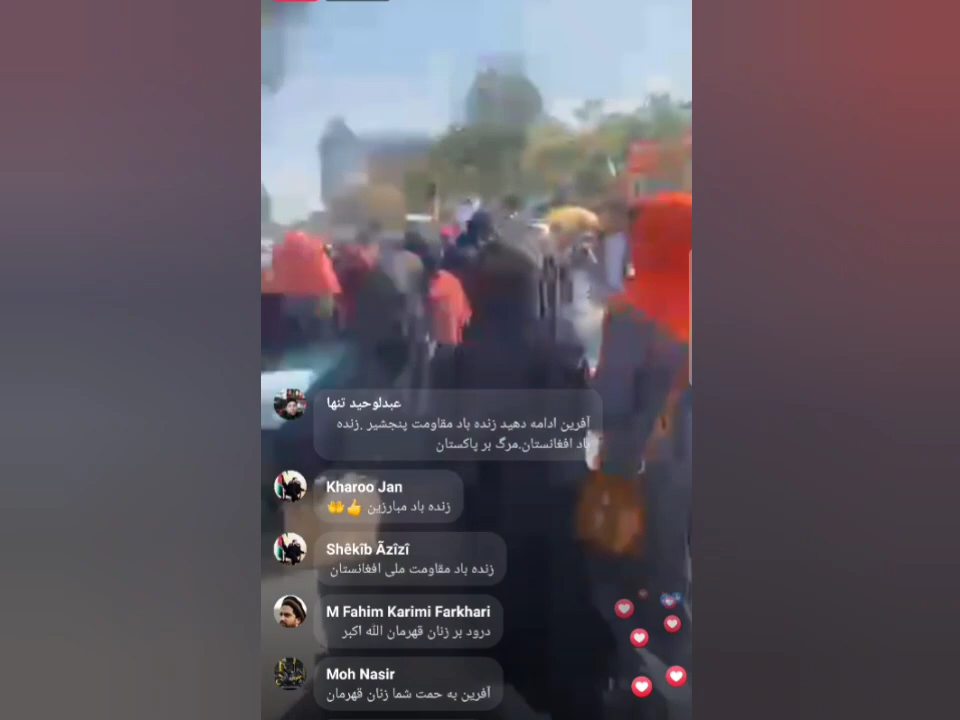 عبدلوحید تنها
آفرین ادامه دهید زنده باد مقاومت پنجشیر .زنده
باد افغانستان.مرگ بر پاکستان
Kharoo Jan
زنده باد مبارزین 👍🤲
Shêkîb Ãzîzî
زنده باد مقاومت ملی افغانستان
M Fahim Karimi Farkhari
درود بر زنان قهرمان الله اکبر
Moh Nasir
آفرین به حمت شما زنان قهرمان